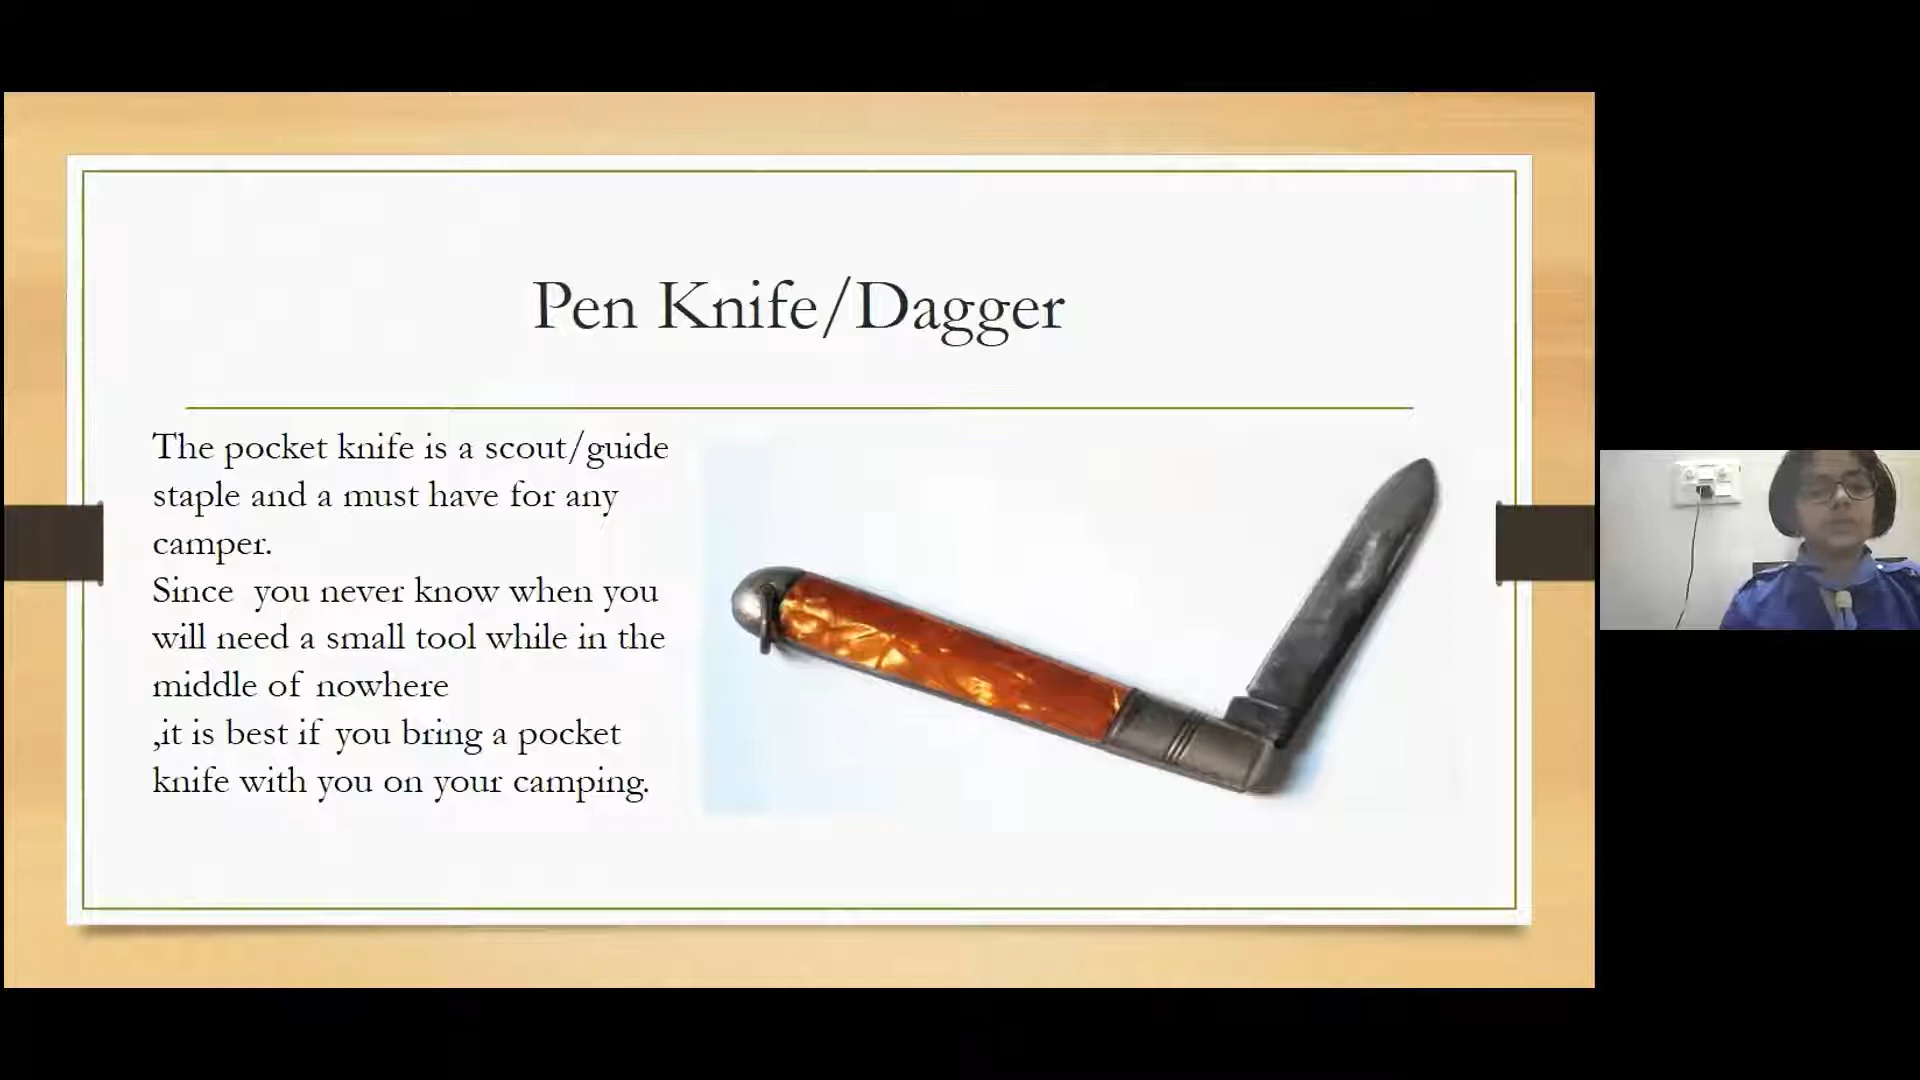 Pen Knife/Dagger
The pocket knife is a scout/guide
staple and a must have for any
camper.
Since  you never know when you
will need a small tool while in the
middle of nowhere
,it is best if you bring a pocket
knife with you on your camping.